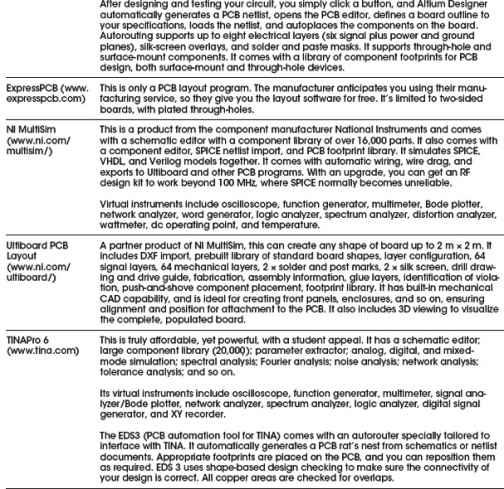 After designing and testing your circuit, you simply click a button, and Altium Designer
automatically generates a PCB netlist, opens the PCB editor, defines a board outline to
your specifications, loads the netlist, and autoplaces the components on the board.
Autorouting supports up to eight electrical layers (six signal plus power and ground
planes), silk-screen overlays, and solder and paste masks. It supports through-hole and
surface-mount components. It comes with a library of component footprints for PCB
design, both surface-mount and through-hole devices.
ExpressPCB (www.
expresspcb.com)
This is only a PCB layout program. The manufacturer anticipates you using their manu-
facturing service, so they give you the layout software for free. It's limited to two-sided
boards, with plated through-holes.
NI MultiSim
(www.ni.com/
multisim/)
This is a product from the component manufacturer National Instruments and comes
with a schematic editor with a component library of over 16,000 parts. It also comes with
a component editor, SPICE netlist import, and PCB footprint library. It simulates SPICE,
VHDL, and Verilog models together. It comes with automatic wiring, wire drag, and
exports to Ultiboard and other PCB programs. With an upgrade, you can get an RF
design kit to work beyond 100 MHz, where SPICE normally becomes unreliable.
Virtual instruments include oscilloscope, function generator, multimeter, Bode plotter,
network analyzer, word generator, logic analyzer, spectrum analyzer, distortion analyzer,
wattmeter, dc operating point, and temperature.
Ultiboard PCB
Layout
(www.ni.com/
ultiboard/)
A partner product of NI MultiSim, this can create any shape of board up to 2 m × 2 m. It
includes DXF import, prebuilt library of standard board shapes, layer configuration, 64
signal layers, 64 mechanical layers, 2 × solder and post marks, 2 × silk screen, drill draw-
ing and drive guide, fabrication, assembly information, glue layers, identification of viola-
tion, push-and-shove component placement, footprint library. It has built-in mechanical
CAD capability, and is ideal for creating front panels, enclosures, and so on, ensuring
alignment and position for attachment to the PCB. It also includes 3D viewing to visualize
the complete, populated board.
TINAPro 6
(www.tina.com)
This is truly affordable, yet powerful, with a student appeal. It has a schematic editor;
large component library (20,000); parameter extractor; analog, digital, and mixed-
mode simulation; spectral analysis; Fourier analysis; noise analysis; network analysis;
tolerance analysis; and so on.
Its virtual instruments include oscilloscope, function generator, multimeter, signal ana-
lyzer/Bode plotter, network analyzer, spectrum analyzer, logic analyzer, digital signal
generator, and XY recorder.
The EDS3 (PCB automation tool for TINA) comes with an autorouter specially tailored to
interface with TINA. It automatically generates a PCB rat's nest from schematics or netlist
documents. Appropriate footprints are placed on the PCB, and you can reposition them
as required. EDS 3 uses shape-based design checking to make sure the connectivity of
your design is correct. All copper areas are checked for overlaps.